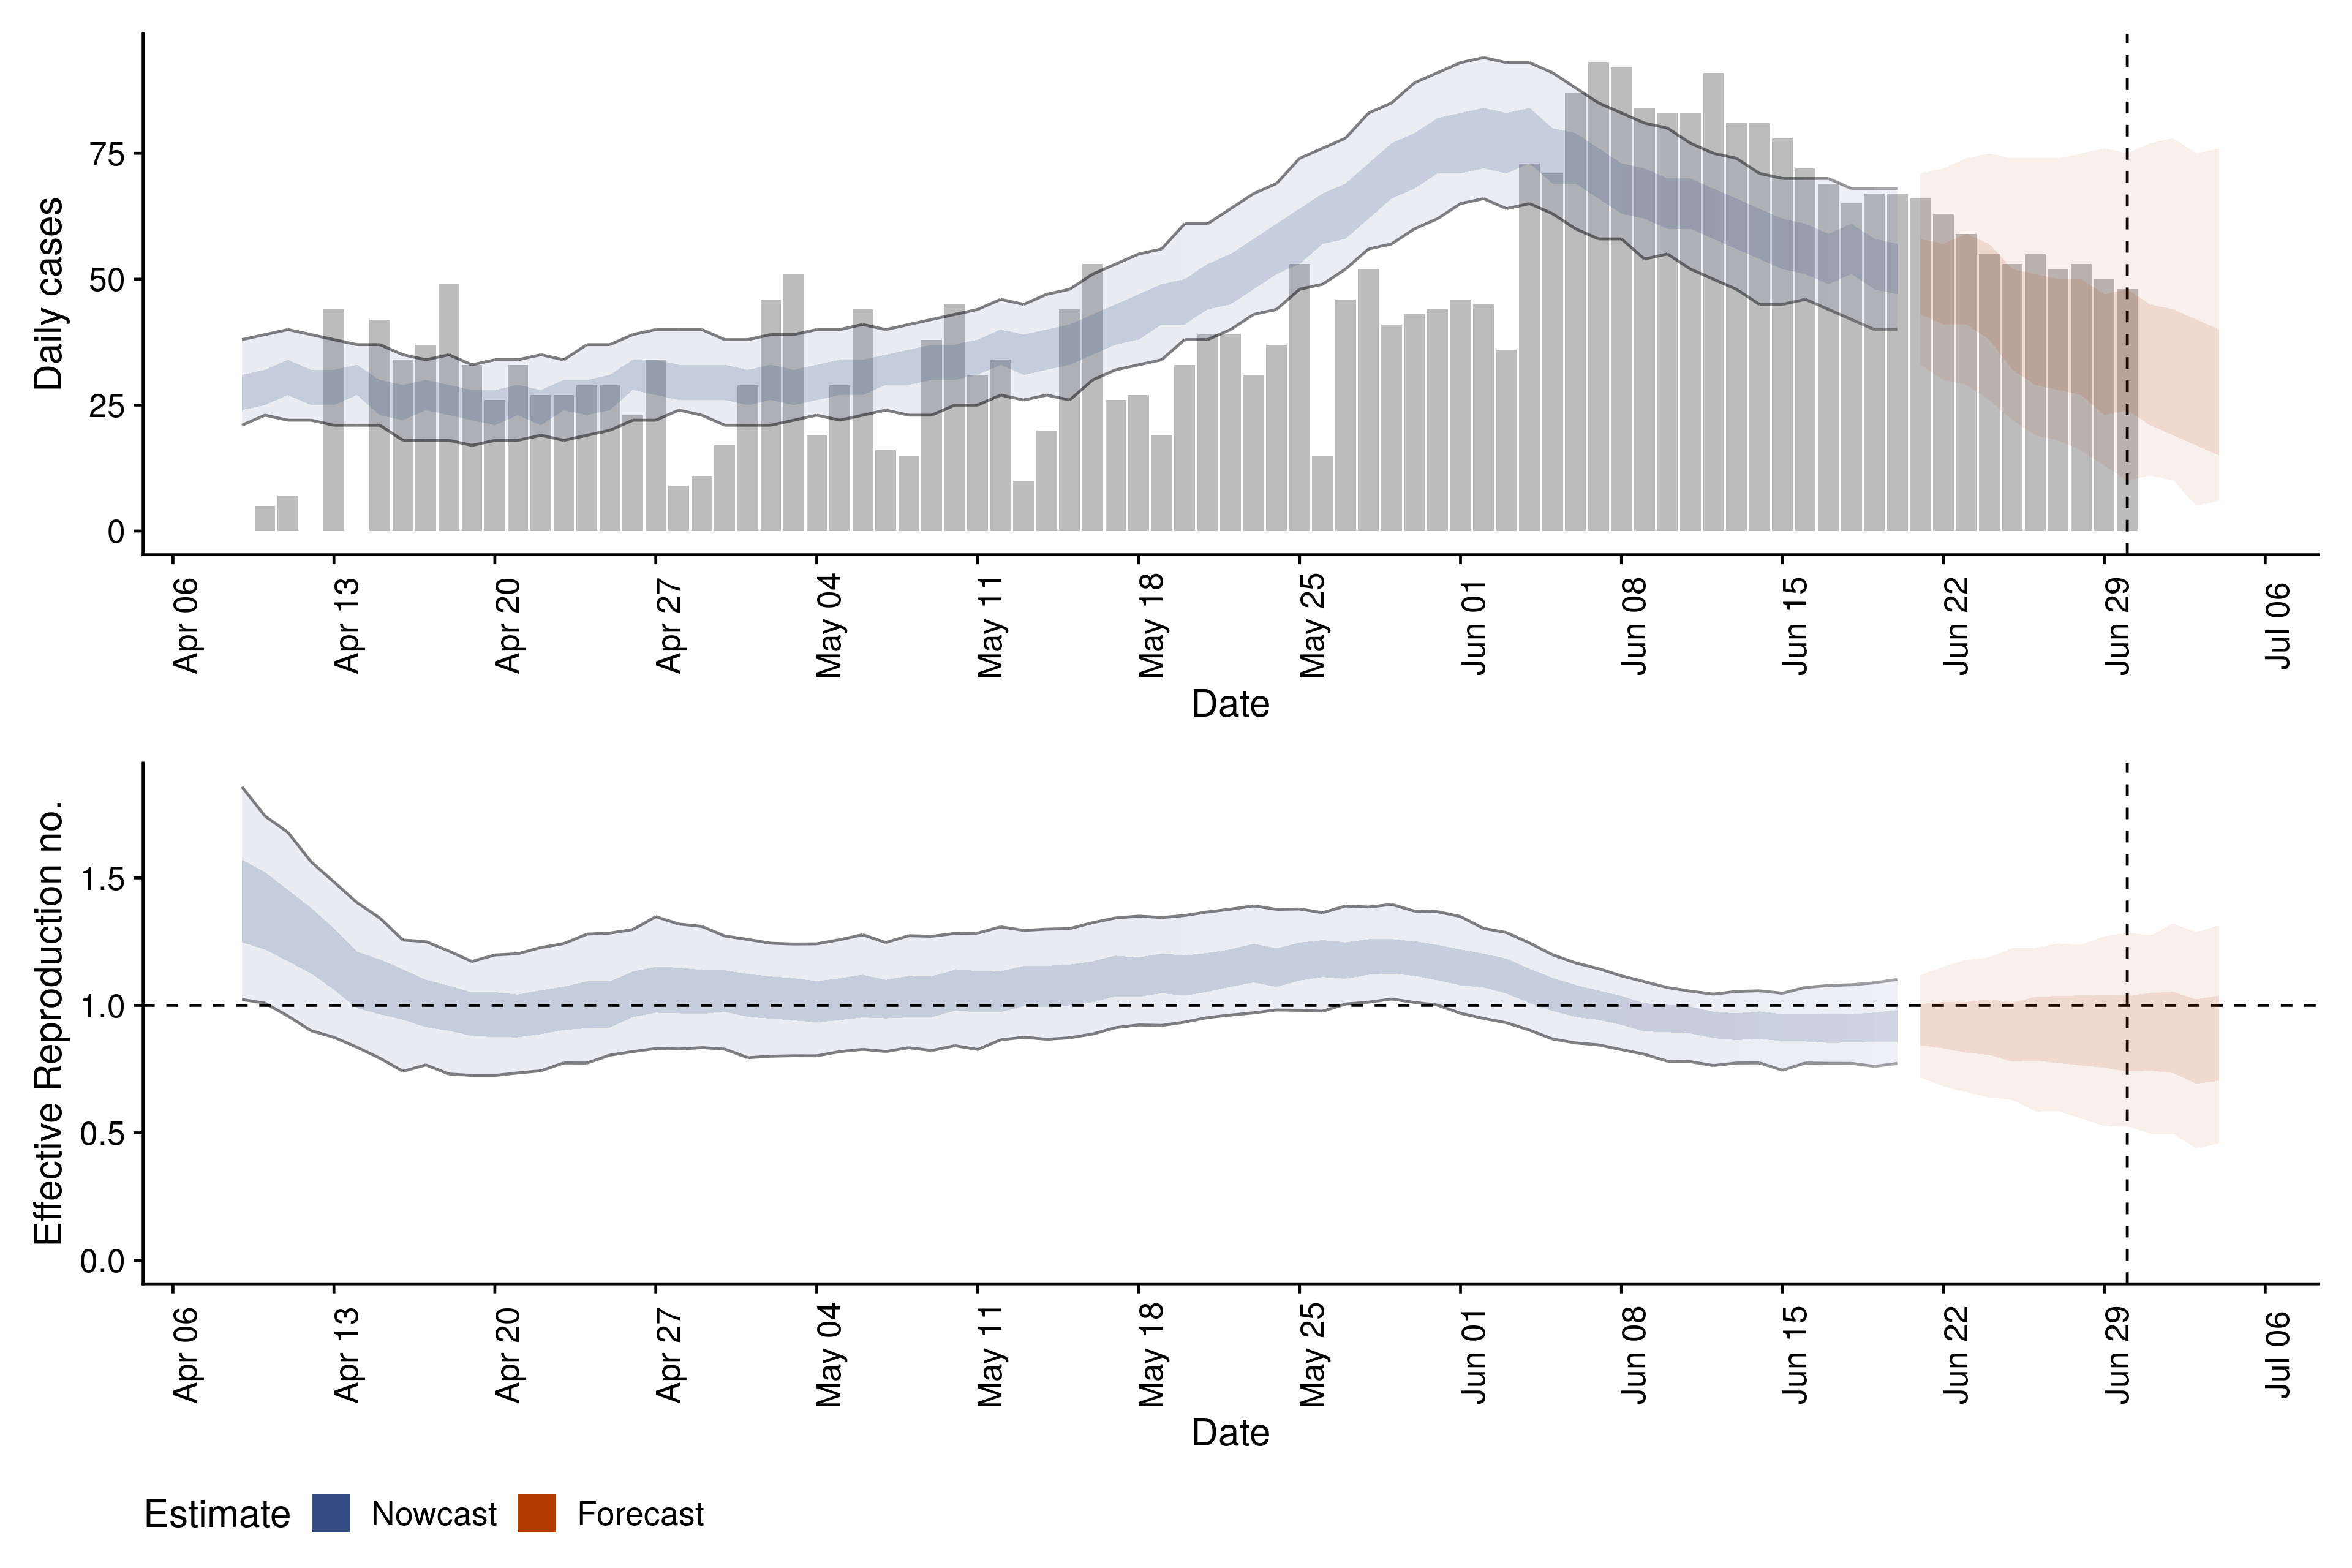 Daily cases
75
50
25
0
Apr 06
Apr 13
Apr 20
Apr 27
May 04
May 11
May 18
May 25
Jun 01
Jun 08
Jun 15
Jun 22
Jun 29
Jul 06
Date
Effective Reproduction no.
1.5
1.0
0.5
0.0
Apr 06
Apr 13
Apr 20
Apr 27
May 04
May 11
May 18
May 25
Jun 01
Jun 08
Jun 15
Jun 22
Jun 29
Jul 06
Date
Estimate Nowcast Forecast